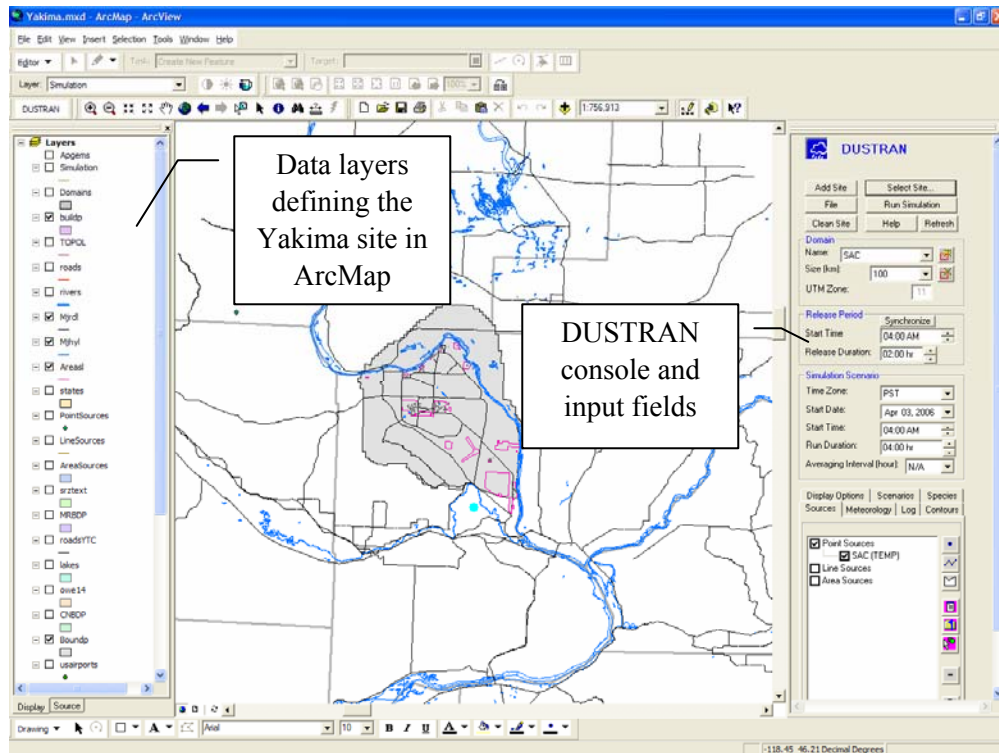 Yakima.mxd - ArcMap - ArcView
File Edit View Insert Selection Tools Window Help
Editor Task: Create New Feature Target:
Layer: Simulation 100%
DUSTRAN 1:756,913
Layers
Apgems
Simulation
Domains
buildp
TOPOL
roads
rivers
Mjrdl
Mjhyl
Areasl
states
PointSources
LineSources
AreaSources
srztext
MRBDP
roadsYTC
lakes
owe14
CNBDP
Boundp
usairports
Display Source
Data layers
defining the
Yakima site in
ArcMap
DUSTRAN
console and
input fields
DUSTRAN
Add Site Select Site...
File Run Simulation
Clean Site Help Refresh
Domain
Name: SAC
Size (km): 100
UTM Zone: 11
Release Period
Synchronize
Start Time 04:00 AM
Release Duration: 02:00 hr
Simulation Scenario
Time Zone: PST
Start Date: Apr 03, 2006
Start Time: 04:00 AM
Run Duration: 04:00 hr
Averaging Interval (hour): N/A
Display Options Scenarios Species
Sources Meteorology Log Contours
Point Sources
SAC (TEMP)
Line Sources
Area Sources
Drawing A Arial 10 B I U A
-118.45 46.21 Decimal Degrees